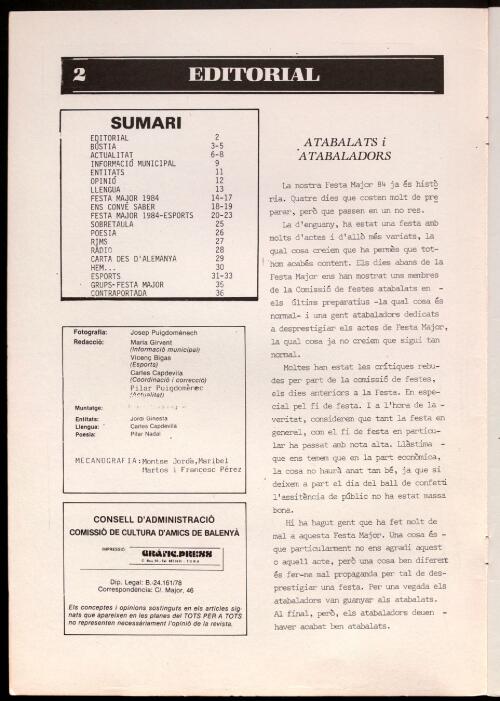 2 EDITORIAL
SUMARI
EDITORIAL 2
BÚSTIA 3-5
ACTUALITAT 6-8
INFORMACIÓ MUNICIPAL 9
ENTITATS 11
OPINIÓ 12
LLENGUA 13
FESTA MAJOR 1984 14-17
ENS CONVÉ SABER 18-19
FESTA MAJOR 1984-ESPORTS 20-23
SOBRETAULA 25
POESIA 26
RIMS 27
RÀDIO 28
CARTA DES D'ALEMANYA 29
HEM... 30
ESPORTS 31-33
GRUPS-FESTA MAJOR 35
CONTRAPORTADA 36
Fotografia: Josep Puigdomènech
Redacció: Maria Girvent
(Informació municipal)
Vicenç Bigas
(Esports)
Carles Capdevila
(Coordinació i correcció)
Pilar Puigdomènec
(Actualitat)
Muntatge:
Entitats: Jordi Ginesta
Llengua: Carles Capdevila
Poesia: Pilar Nadal
MECANOGRAFIA: Montse Jordà, Maribel
Martos i Francesc Pérez
CONSELL D'ADMINISTRACIÓ
COMISSIÓ DE CULTURA D'AMICS DE BALENYÀ
IMPRESSIÓ
GRÀFIC.PRESS
Dip. Legal: B.-24.161/78
Correspondencia: C/. Major, 46
Els conceptes i opinions sostinguts en els articles sig-
nats que apareixen en les planes del TOTS PER A TOTS
no representen necessàriament l'opinió de la revista.
ATABALATS i
ATABALADORS
La nostra Festa Major 84 ja és histò
ria. Quatre dies que costen molt de pre
parar, però que passen en un no res.
La d'enguany, ha estat una festa amb
molts d'actes i d'allò més variats, la
qual cosa creiem que ha permès que tot-
hom acabés content. Els dies abans de la
Festa Major ens han mostrat uns membres
de la Comissió de festes atabalats en -
els últims preparatius -la qual cosa és
normal- i una gent atabaladors dedicats
a desprestigiar els actes de Festa Major,
la qual cosa ja no creiem que sigui tan
normal.
Moltes han estat les crítiques rebu-
des per part de la comissió de festes,
els dies anteriors a la Festa. En espe-
cial pel fi de festa. I a l'hora de la -
veritat, considerem que tant la festa en
general, com el fi de festa en particu-
lar ha passat amb nota alta. Llàstima -
que ens temem que en la part econòmica,
la cosa no haurà anat tan bé, ja que si
deixem a part el dia del ball de confetti
l'assitència de públic no ha estat massa
bona.
Hi ha hagut gent que ha fet molt de
mal a aquesta Festa Major. Una cosa és -
que particularment no ens agradi aquest
o aquell acte, però una cosa ben diferent
és fer-ne mal propaganda per tal de des-
prestigiar una festa. Per una vegada els
atabaladors van guanyar als atabalats.
Al final, però, els atabaladors deuen -
haver acabat ben atabalats.